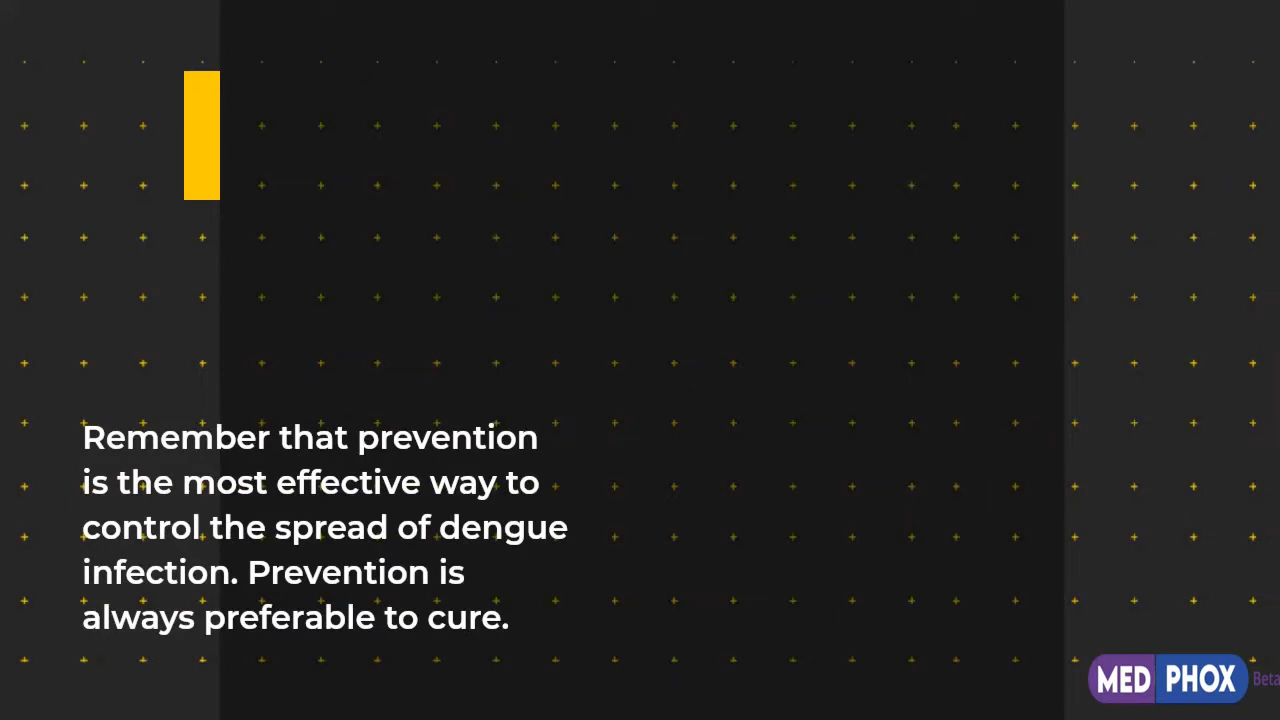 Remember that prevention
is the most effective way to
control the spread of dengue
infection. Prevention is
always preferable to cure.
MED PHOX Beta